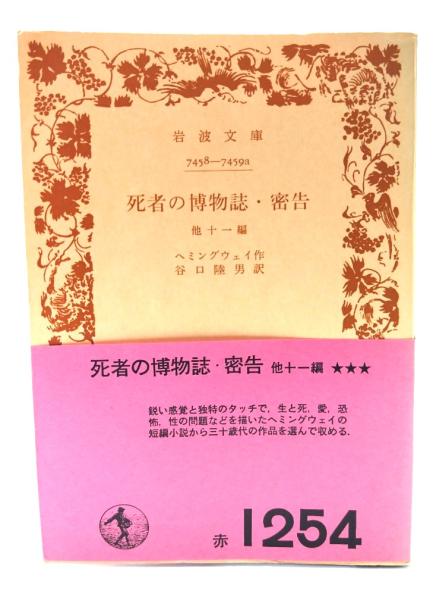 岩波文庫
7458—7459a
死者の博物誌・密告
他十一編
ヘミングウェイ作
谷口陸男訳
死者の博物誌・密告 他十一編 ★★★
鋭い感覚と独特のタッチで,生と死,愛,恐
怖,性の問題などを描いたヘミングウェイの
短編小説から三十歳代の作品を選んで収める.
赤 1254